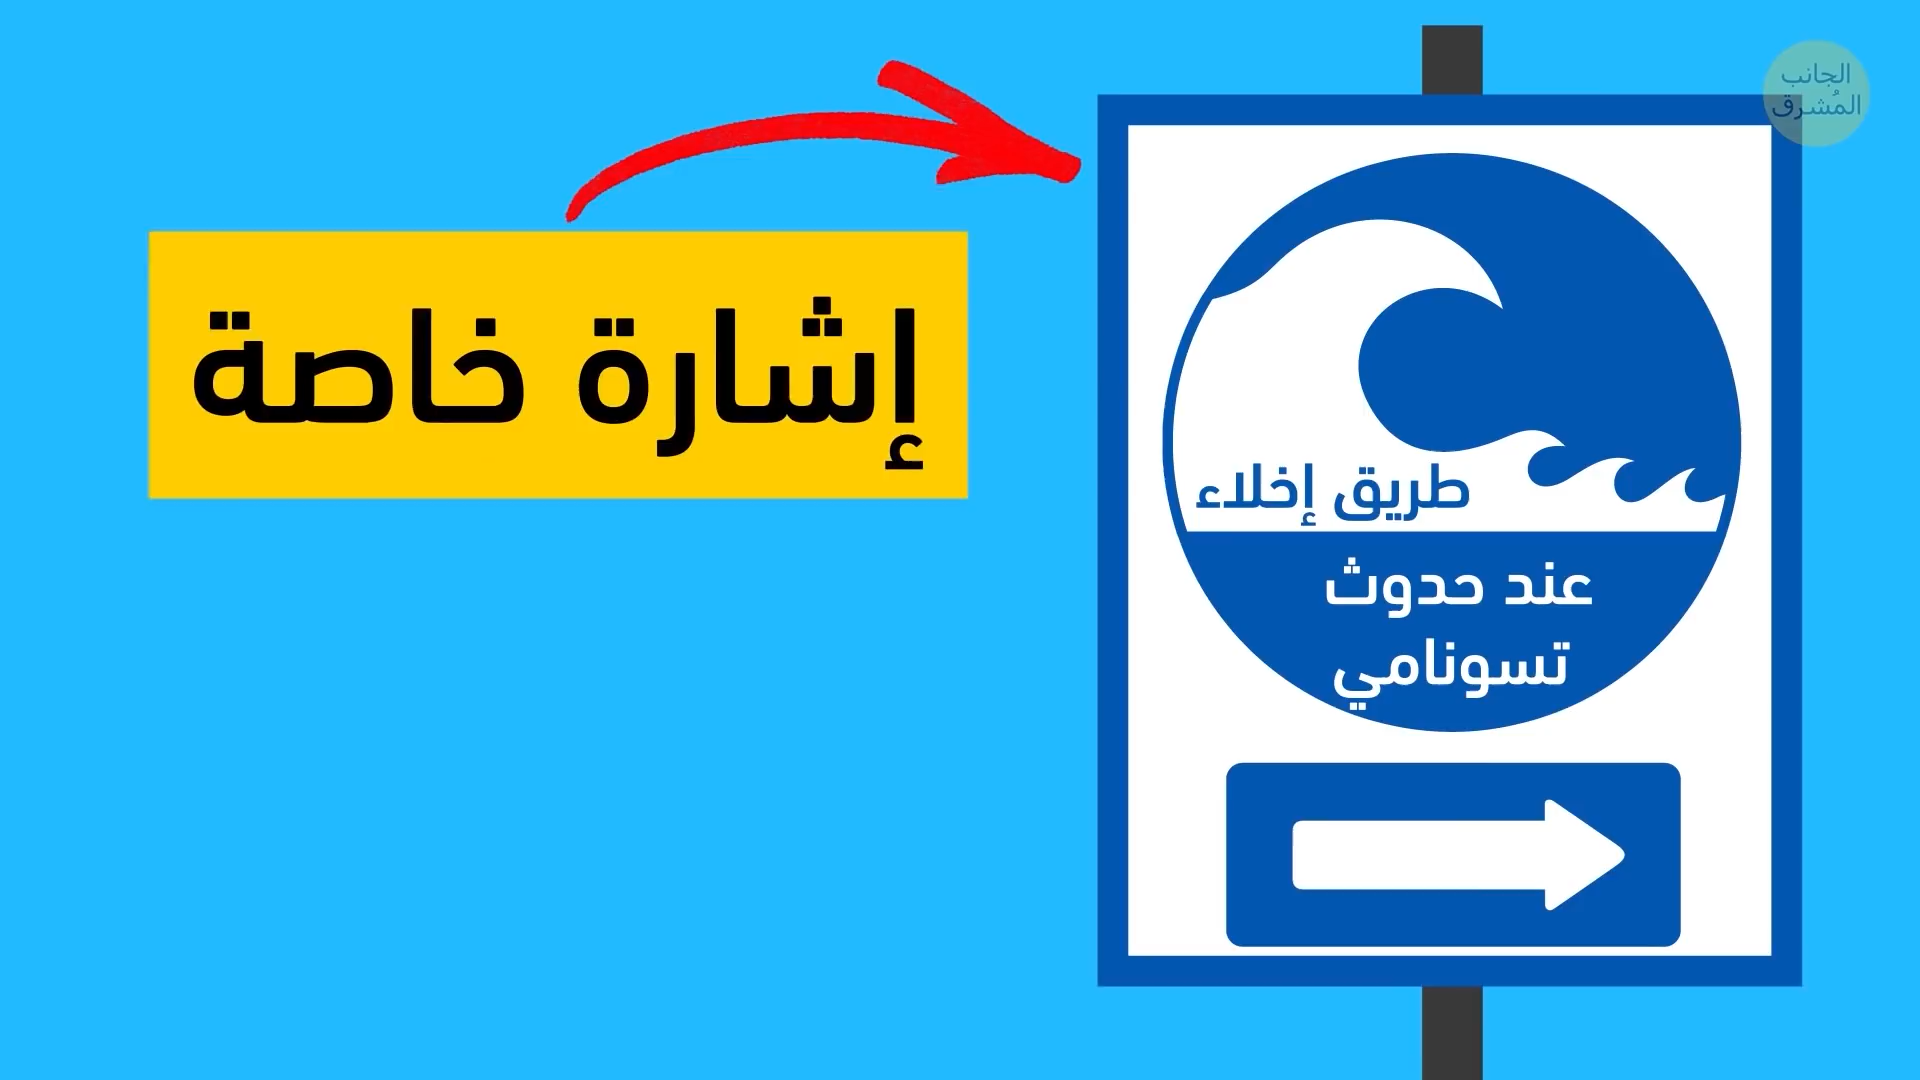 الجانب
المُشرق
إشارة خاصة
طريق إخلاء
عند حدوث
تسونامي